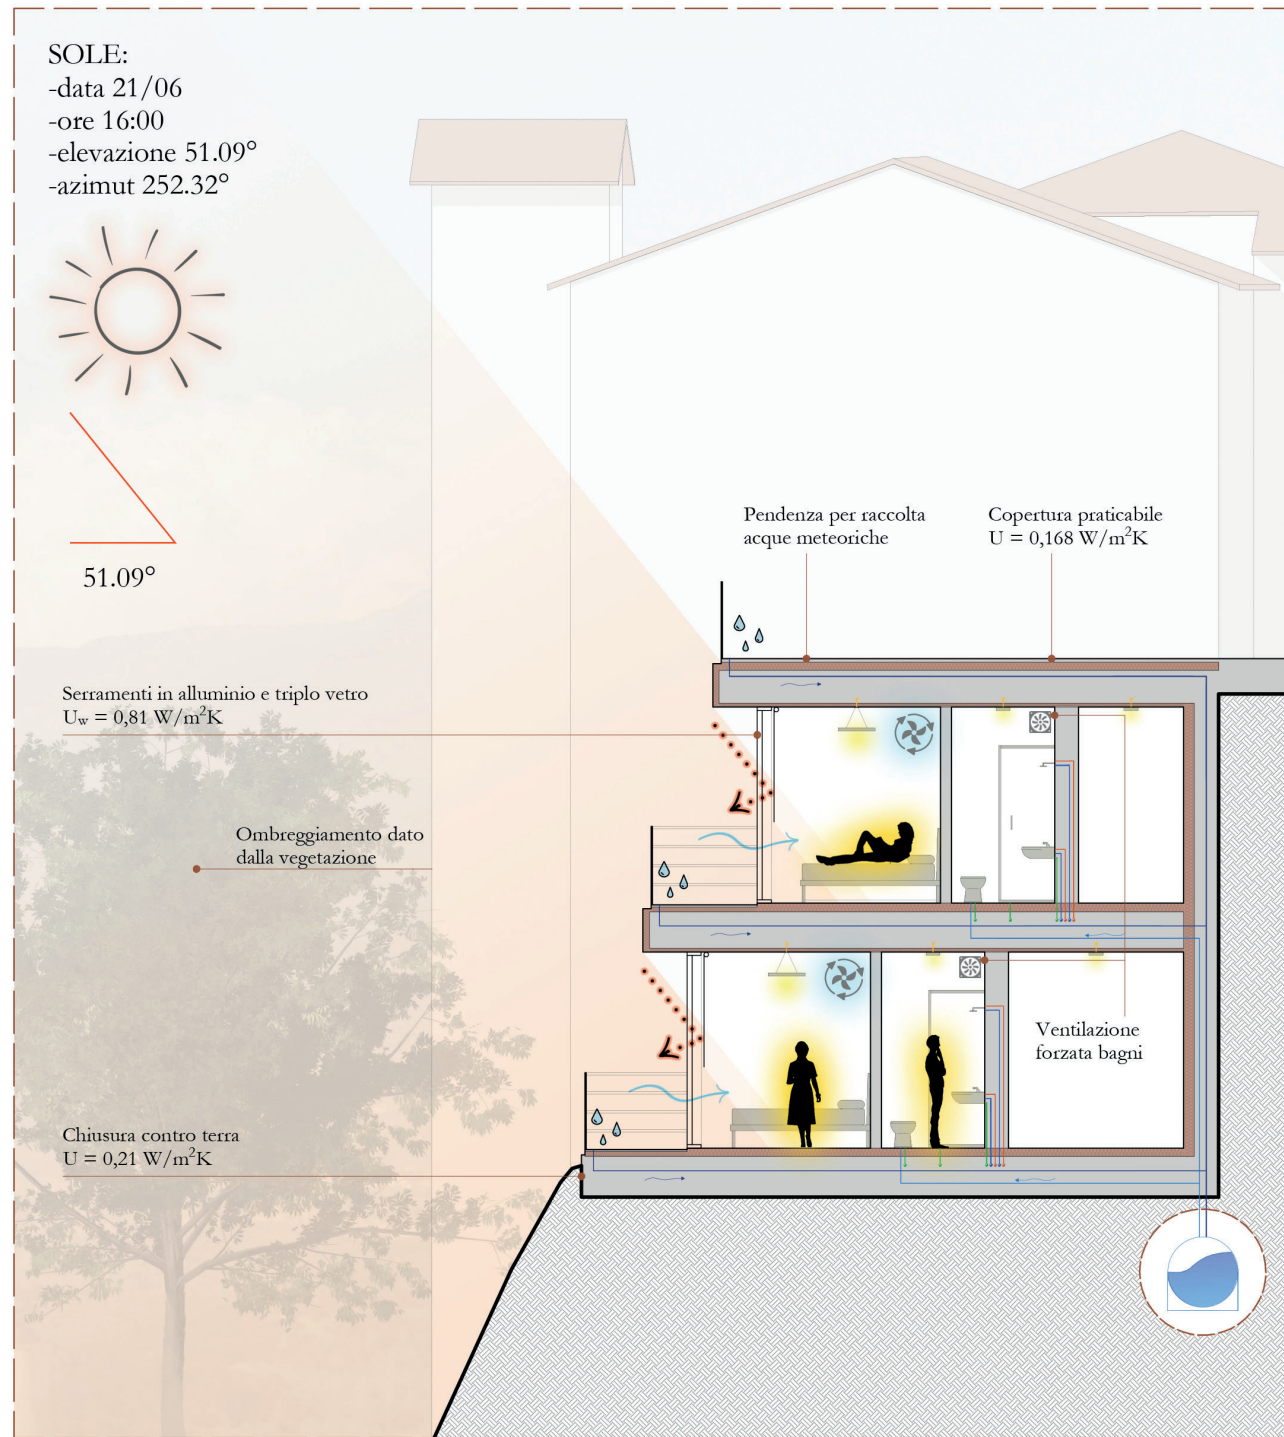 SOLE:
-data 21/06
-ore 16:00
-elevazione 51.09°
-azimut 252.32°
51.09°
Pendenza per raccolta
acque meteoriche
Copertura praticabile
U = 0,168 W/m²K
Serramenti in alluminio e triplo vetro
Uw = 0,81 W/m²K
Ombreggiamento dato
dalla vegetazione
Ventilazione
forzata bagni
Chiusura contro terra
U = 0,21 W/m²K